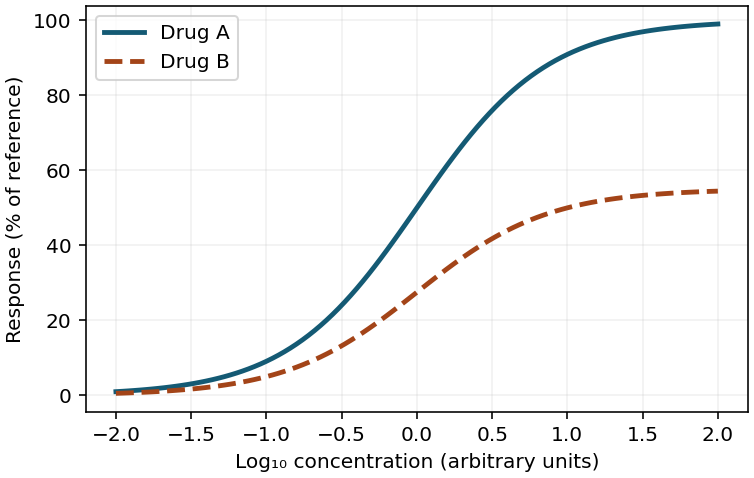 Drug A
Drug B
Response (% of reference)
100
80
60
40
20
0
−2.0 −1.5 −1.0 −0.5 0.0 0.5 1.0 1.5 2.0
Log₁₀ concentration (arbitrary units)